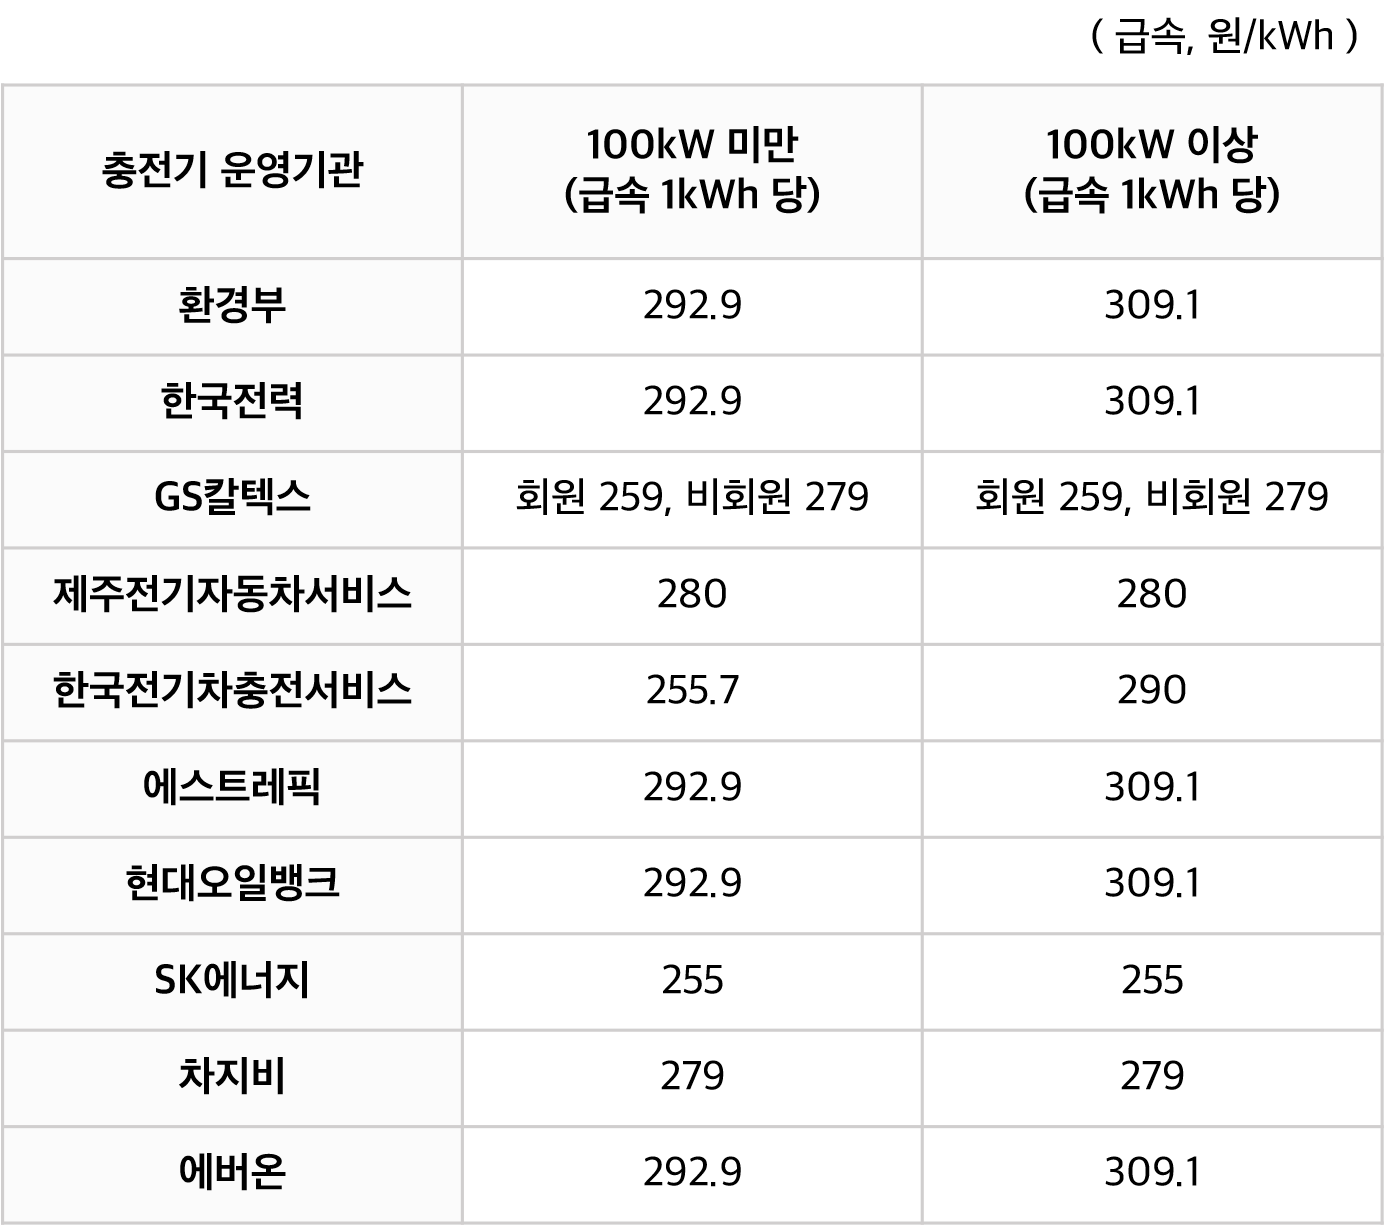 ( 급속, 원/kWh )
충전기 운영기관 100kW 미만 (급속 1kWh 당) 100kW 이상 (급속 1kWh 당)
환경부 292.9 309.1
한국전력 292.9 309.1
GS칼텍스 회원 259, 비회원 279 회원 259, 비회원 279
제주전기자동차서비스 280 280
한국전기차충전서비스 255.7 290
에스트레픽 292.9 309.1
현대오일뱅크 292.9 309.1
SK에너지 255 255
차지비 279 279
에버온 292.9 309.1